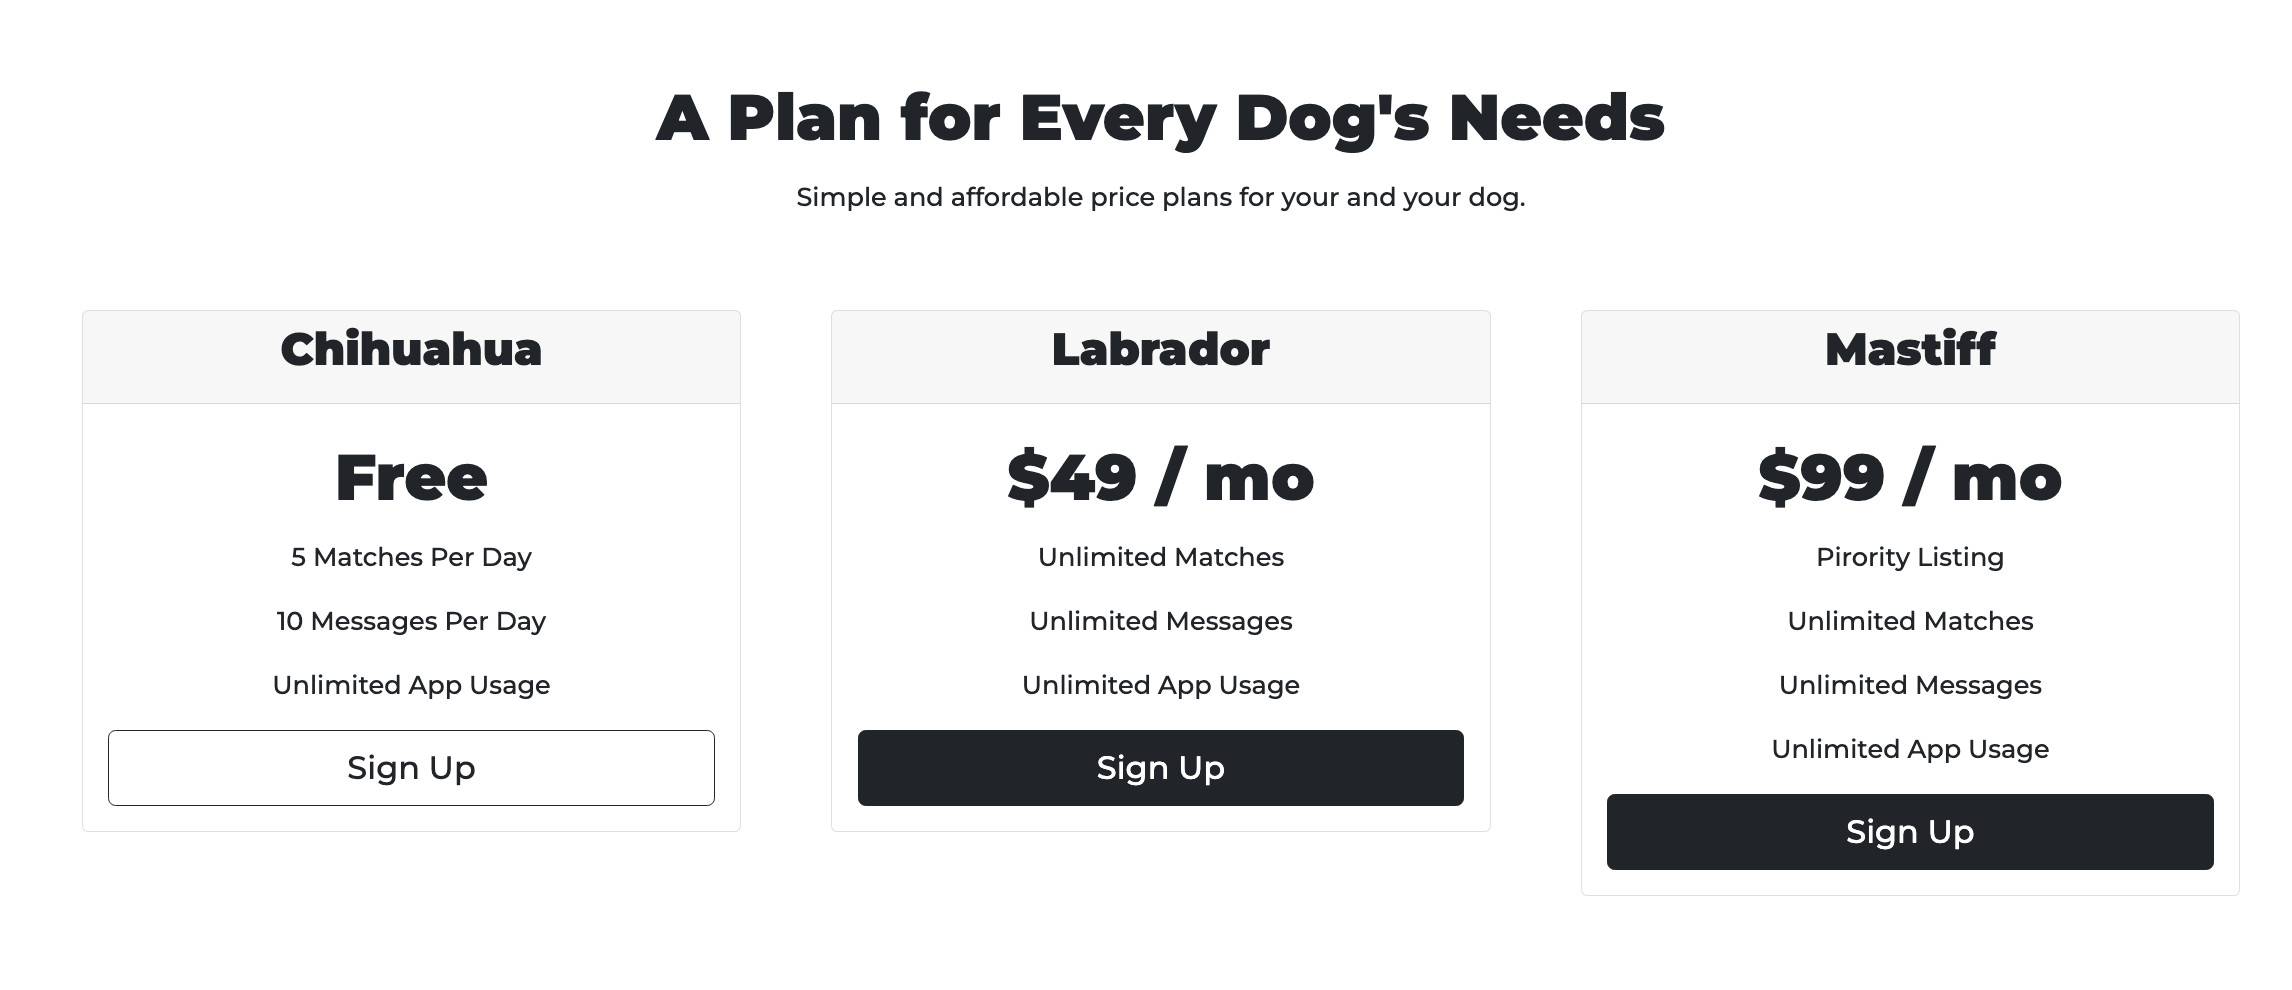 A Plan for Every Dog's Needs
Simple and affordable price plans for your and your dog.
Chihuahua
Free
5 Matches Per Day
10 Messages Per Day
Unlimited App Usage
Sign Up
Labrador
$49 / mo
Unlimited Matches
Unlimited Messages
Unlimited App Usage
Sign Up
Mastiff
$99 / mo
Pirority Listing
Unlimited Matches
Unlimited Messages
Unlimited App Usage
Sign Up